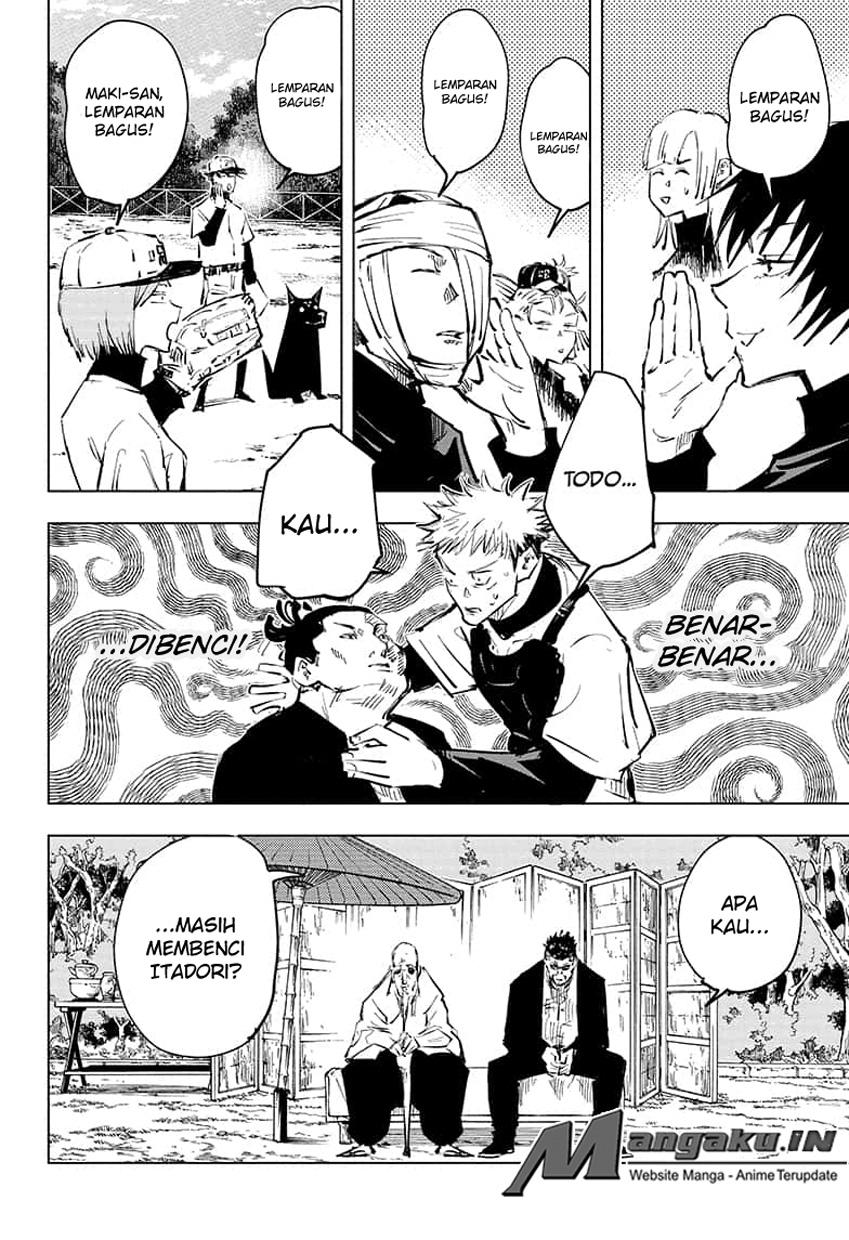 LEMPARAN
BAGUS!
LEMPARAN
BAGUS!
LEMPARAN
BAGUS!
LEMPARAN
BAGUS!
MAKI-SAN,
LEMPARAN
BAGUS!
TODO...
KAU...
BENAR-
BENAR...
...DIBENCI!
APA
KAU...
...MASIH
MEMBENCI
ITADORI?
Mangaku.in
Website Manga - Anime Terupdate